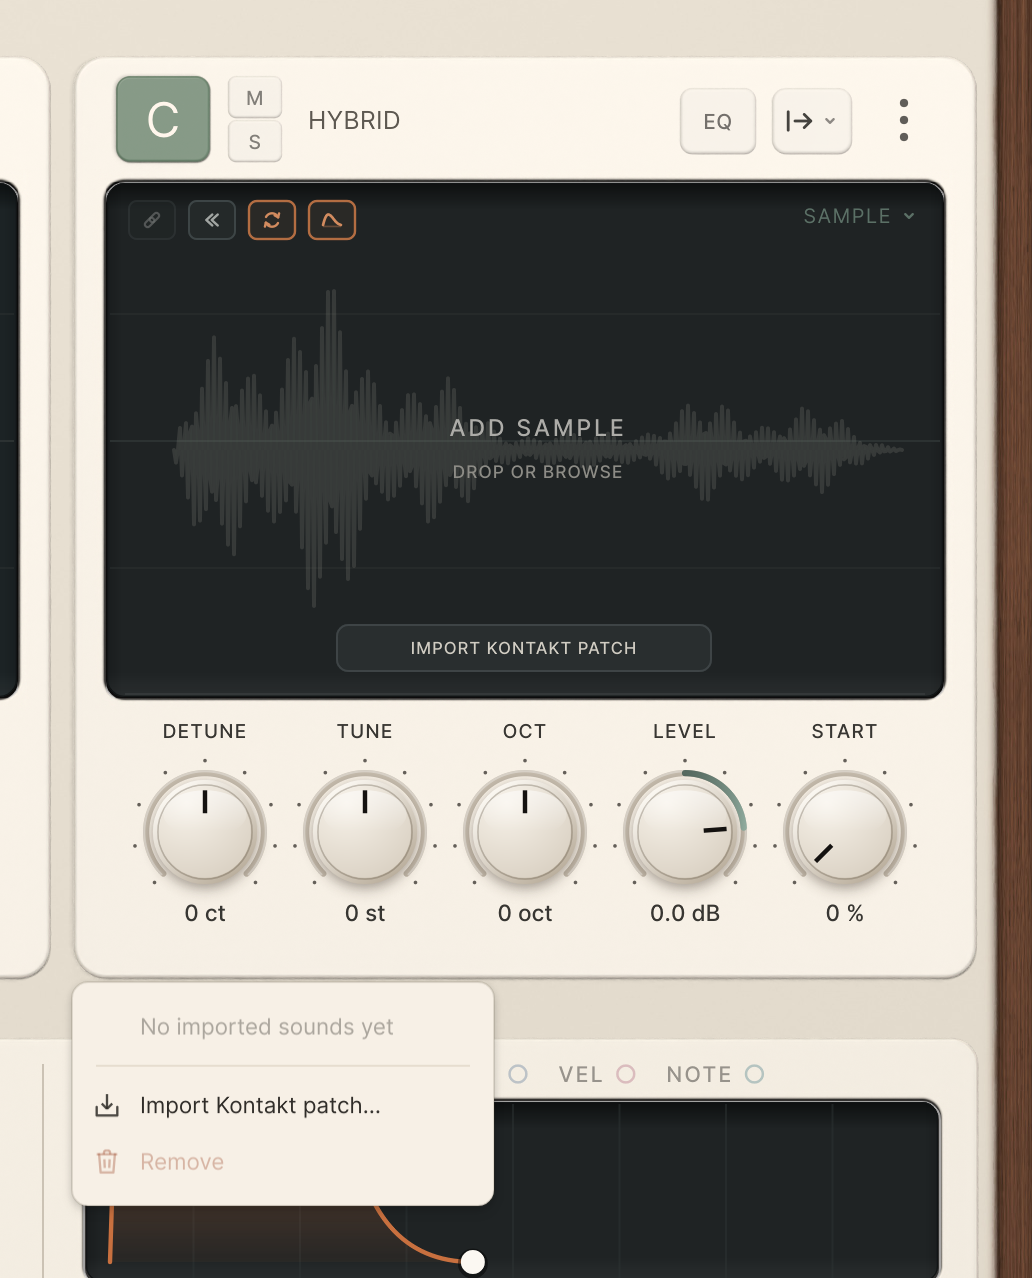 C
M
S
HYBRID
EQ
SAMPLE
ADD SAMPLE
DROP OR BROWSE
IMPORT KONTAKT PATCH
DETUNE TUNE OCT LEVEL START
0 ct 0 st 0 oct 0.0 dB 0 %
No imported sounds yet
VEL NOTE
Import Kontakt patch...
Remove